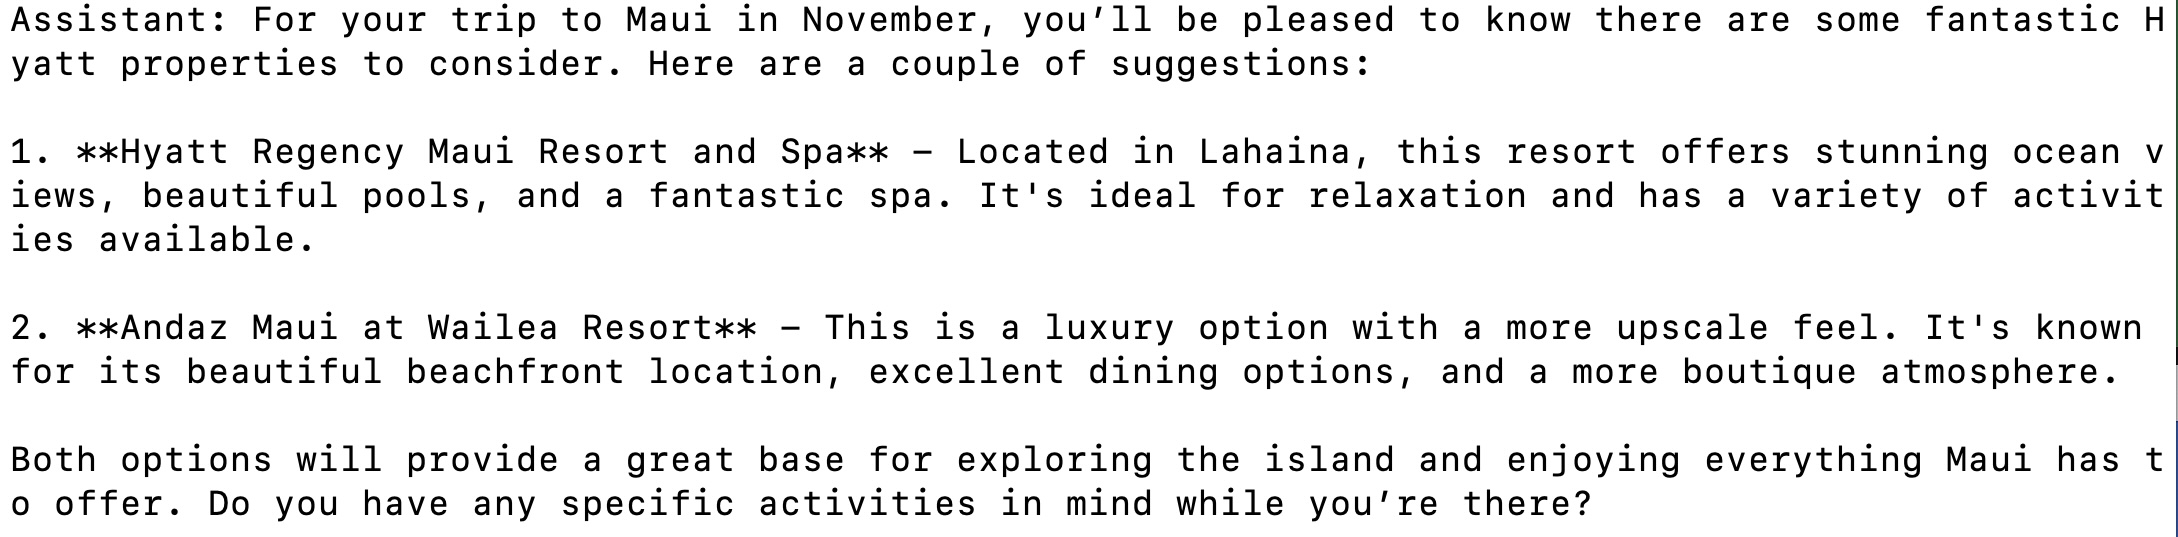 Assistant: For your trip to Maui in November, you’ll be pleased to know there are some fantastic H
yatt properties to consider. Here are a couple of suggestions:
1. **Hyatt Regency Maui Resort and Spa** – Located in Lahaina, this resort offers stunning ocean v
iews, beautiful pools, and a fantastic spa. It's ideal for relaxation and has a variety of activit
ies available.
2. **Andaz Maui at Wailea Resort** – This is a luxury option with a more upscale feel. It's known
for its beautiful beachfront location, excellent dining options, and a more boutique atmosphere.
Both options will provide a great base for exploring the island and enjoying everything Maui has t
o offer. Do you have any specific activities in mind while you’re there?